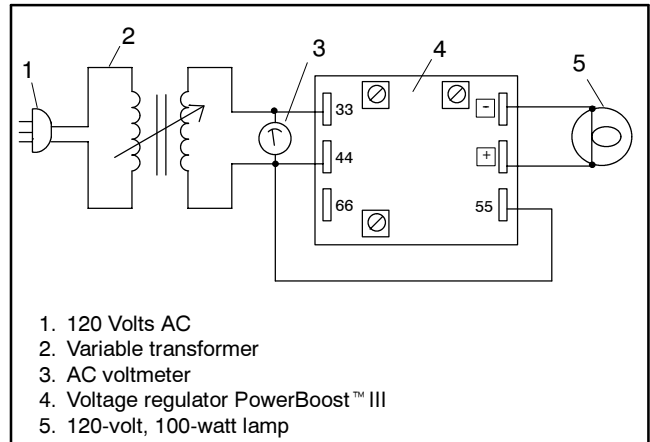 2
3
4
5
1
33
-
44
+
66
55
1. 120 Volts AC
2. Variable transformer
3. AC voltmeter
4. Voltage regulator PowerBoost™ III
5. 120-volt, 100-watt lamp